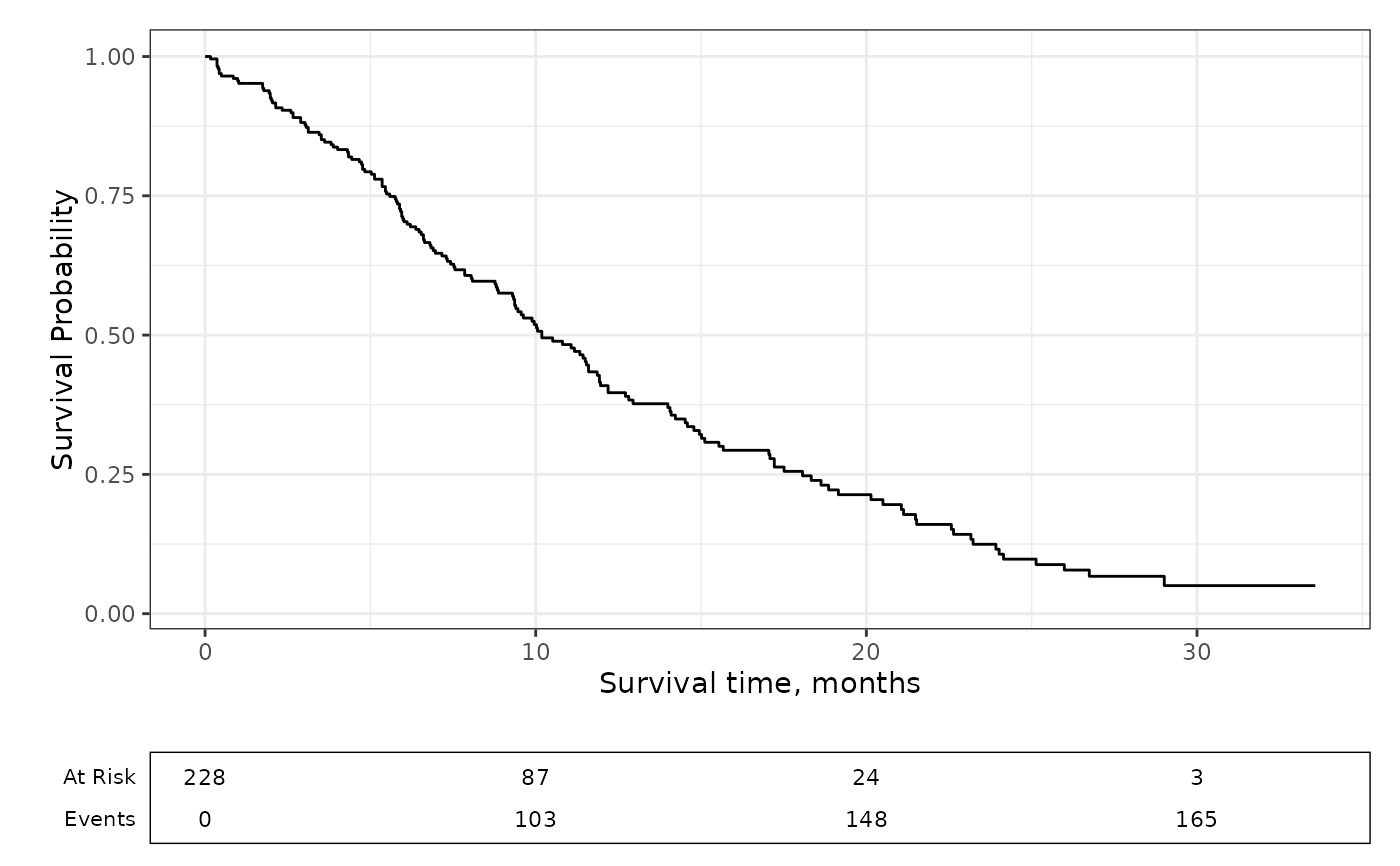 Survival Probability
1.00
0.75
0.50
0.25
0.00
0 10 20 30
Survival time, months
At Risk 228 87 24 3
Events 0 103 148 165